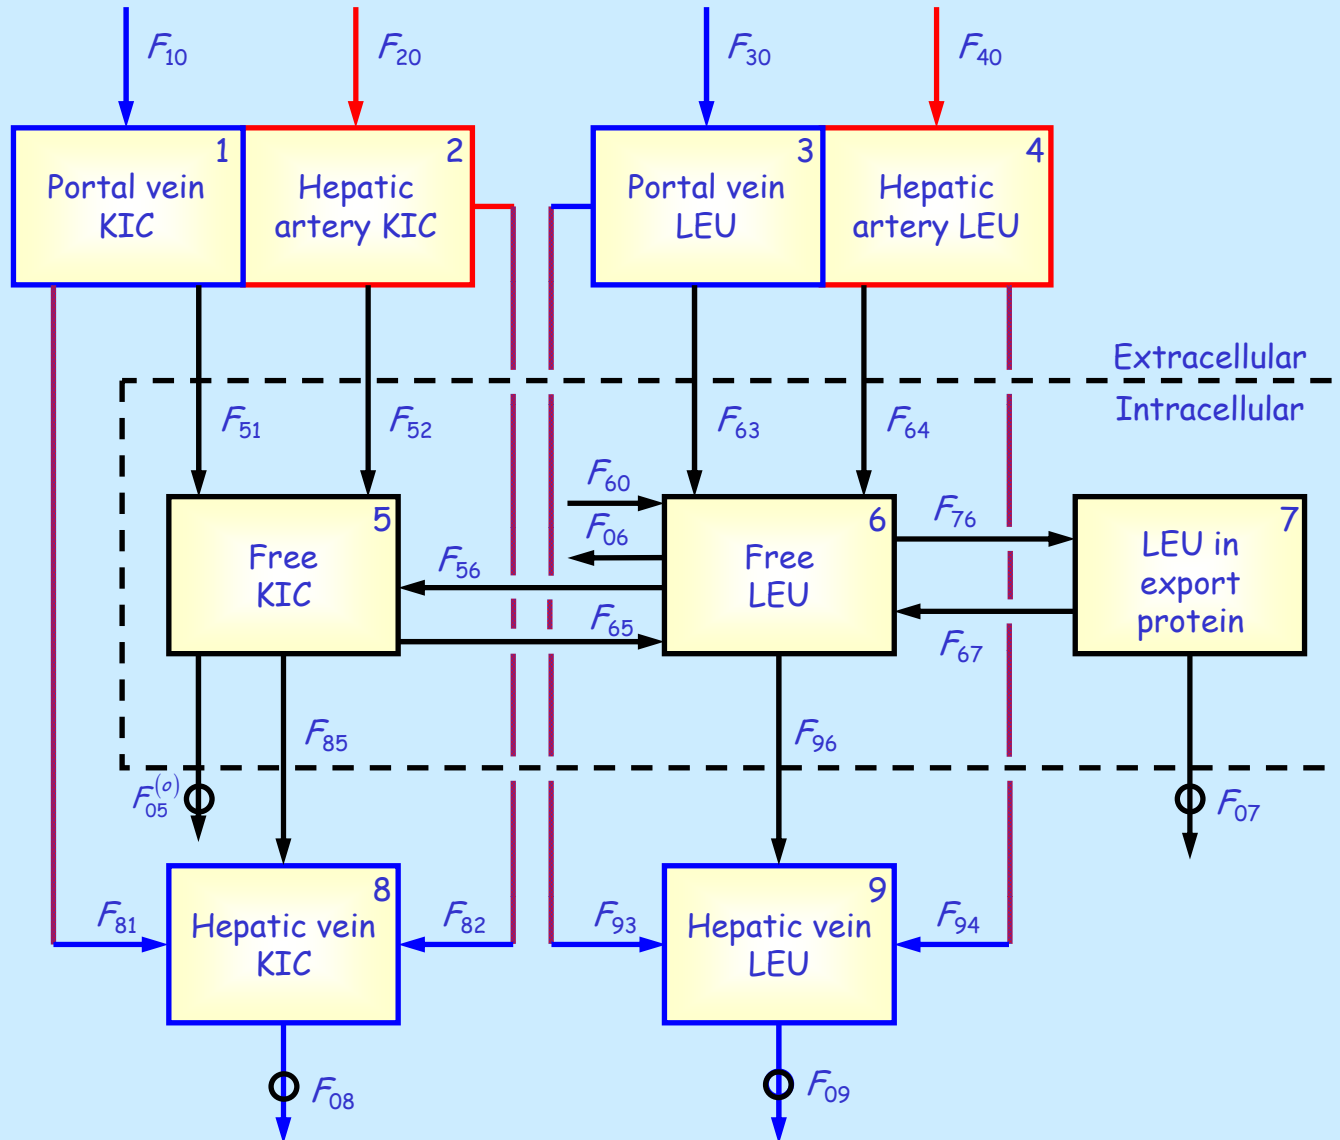 F10
F20
F30
F40
1
2
3
4
Portal vein
KIC
Hepatic
artery KIC
Portal vein
LEU
Hepatic
artery LEU
Extracellular
Intracellular
F51
F52
F63
F64
F60
F06
F56
F65
F76
F67
5
Free
KIC
6
Free
LEU
7
LEU in
export
protein
F85
F96
F05(o)
F07
F81
F82
F93
F94
8
Hepatic vein
KIC
9
Hepatic vein
LEU
F08
F09